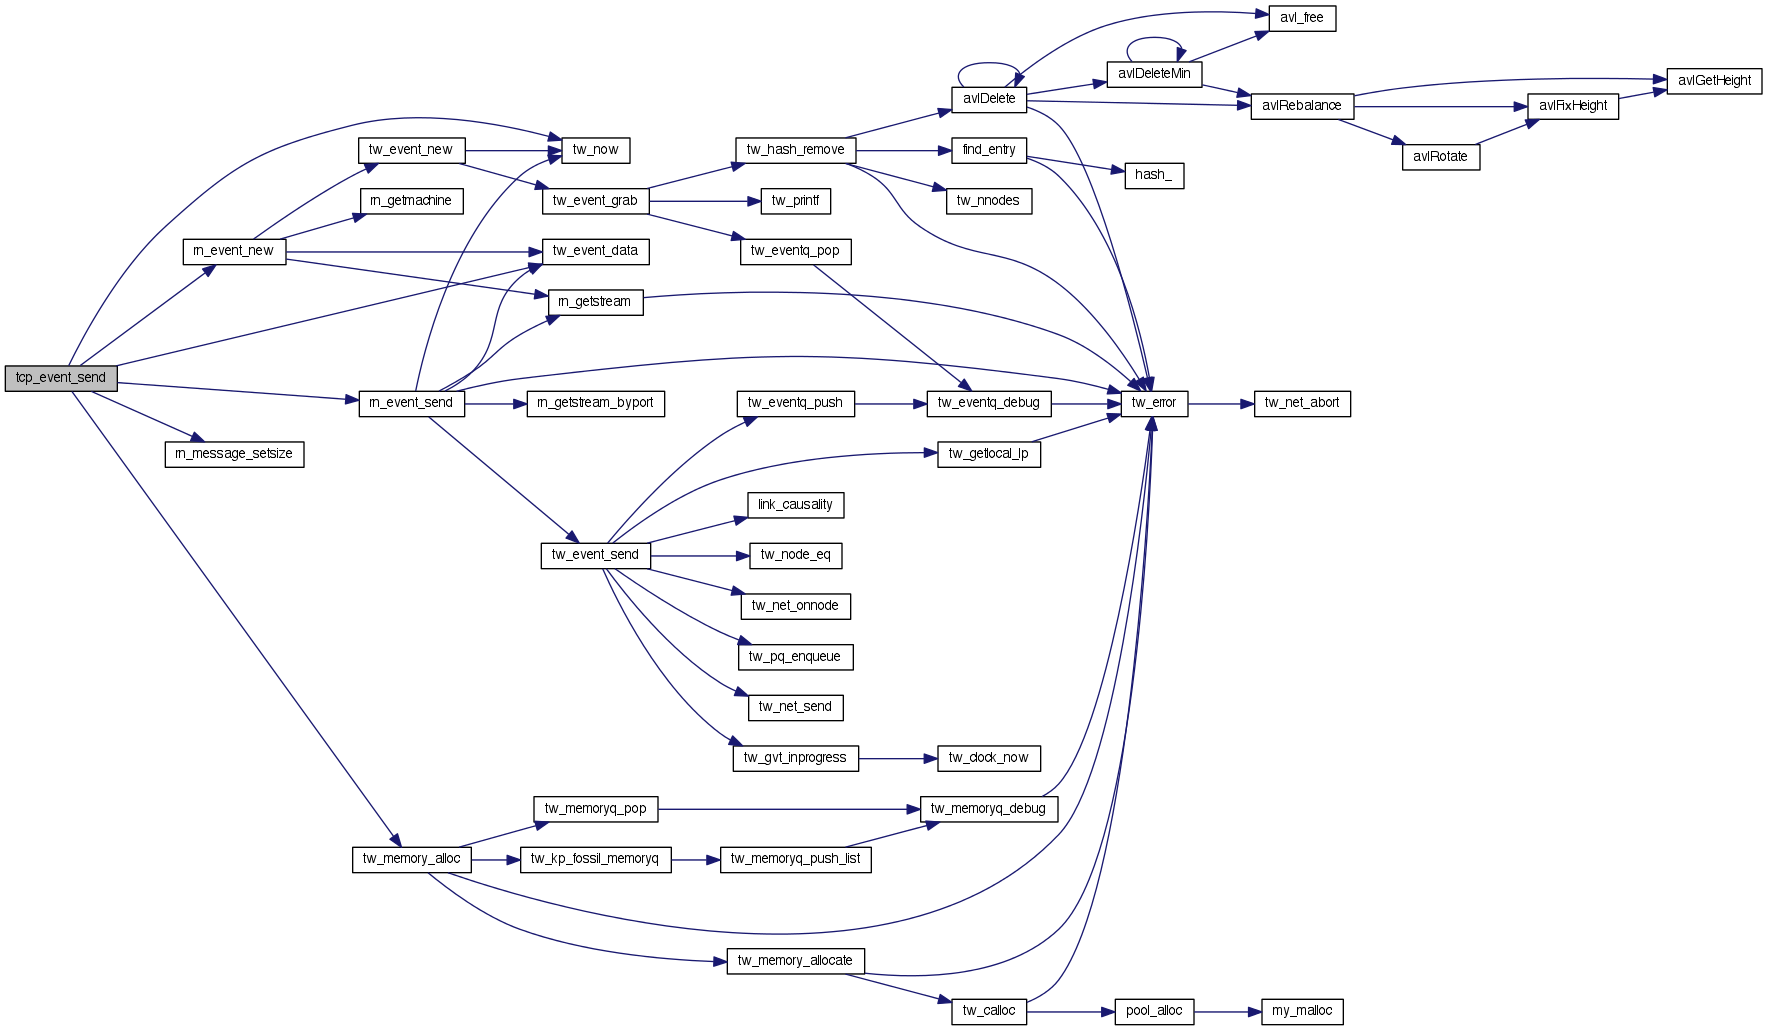 avl_free
avlDeleteMin
avlGetHeight
avlDelete
avlRebalance
avlFixHeight
tw_event_new
tw_now
tw_hash_remove
find_entry
avlRotate
hash_
rn_getmachine
tw_event_grab
tw_printf
tw_nnodes
rn_event_new
tw_event_data
tw_eventq_pop
rn_getstream
tcp_event_send
rn_event_send
rn_getstream_byport
tw_eventq_push
tw_eventq_debug
tw_error
tw_net_abort
rn_message_setsize
tw_getlocal_lp
link_causality
tw_event_send
tw_node_eq
tw_net_onnode
tw_pq_enqueue
tw_net_send
tw_gvt_inprogress
tw_clock_now
tw_memoryq_pop
tw_memoryq_debug
tw_memory_alloc
tw_kp_fossil_memoryq
tw_memoryq_push_list
tw_memory_allocate
tw_calloc
pool_alloc
my_malloc